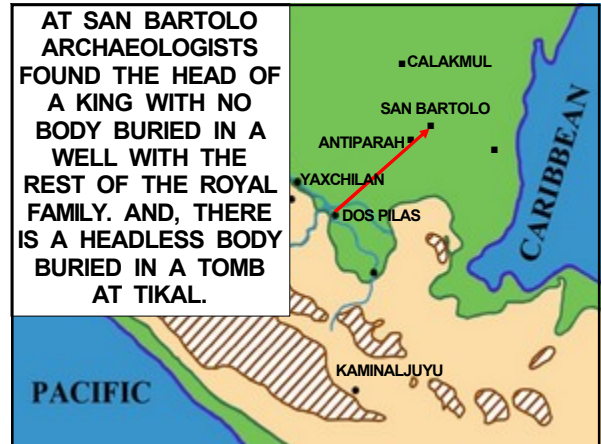 AT SAN BARTOLO
ARCHAEOLOGISTS
FOUND THE HEAD OF
A KING WITH NO
BODY BURIED IN A
WELL WITH THE
REST OF THE ROYAL
FAMILY. AND, THERE
IS A HEADLESS BODY
BURIED IN A TOMB
AT TIKAL.
CALAKMUL
SAN BARTOLO
ANTIPARAH
YAXCHILAN
DOS PILAS
CARIBBEAN
KAMINALJUYU
PACIFIC